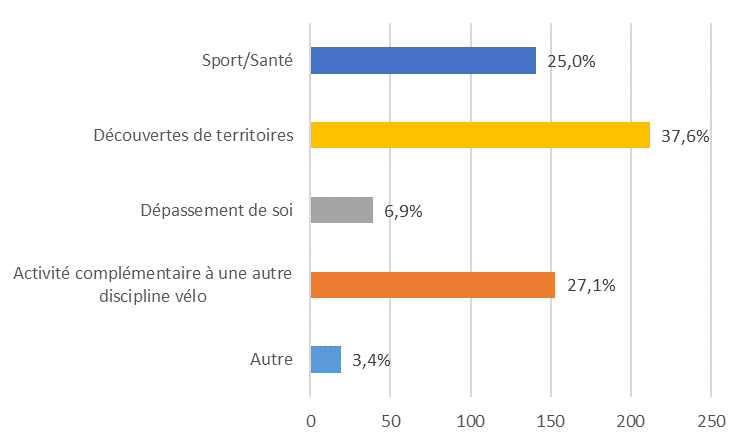 Sport/Santé
25,0%
Découvertes de territoires
37,6%
Dépassement de soi
6,9%
Activité complémentaire à une autre
discipline vélo
27,1%
Autre
3,4%
0 50 100 150 200 250